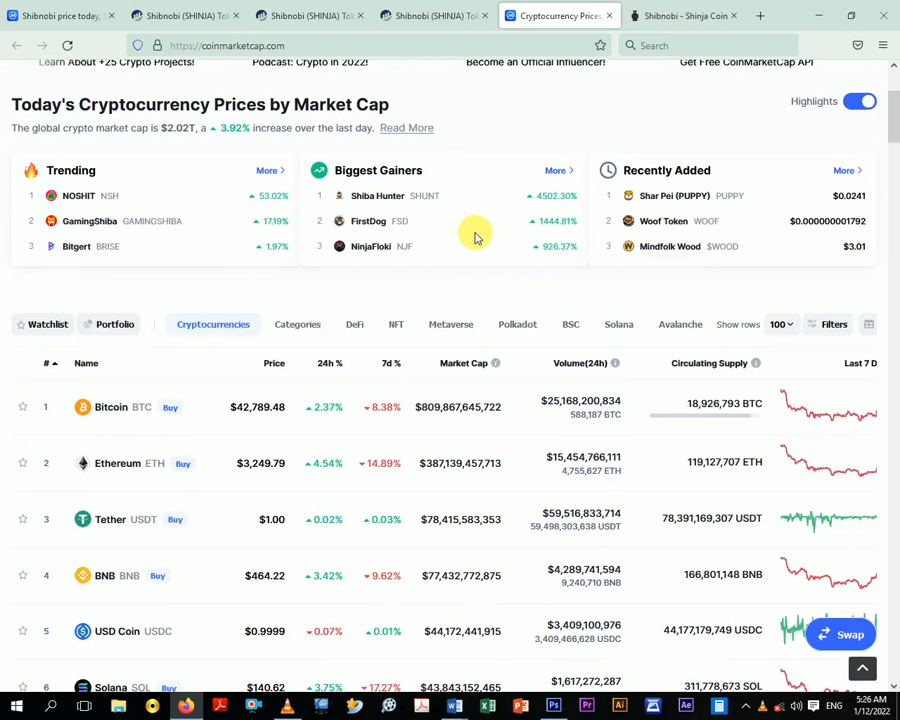 Shibnobi price today,
Shibnobi (SHINJA) To
Shibnobi (SHINJA) To
Shibnobi (SHINJA) To
Cryptocurrency Prices,
Shibnobi - Shinja Coin
https://coinmarketcap.com
Search
Learn About +25 Crypto Projects!
Podcast: Crypto in 2022!
Become an Official Influencer!
Get Free CoinMarketCap API
Today's Cryptocurrency Prices by Market Cap
Highlights
The global crypto market cap is $2.02T, a 3.92% increase over the last day. Read More
Trending More
1 NOSHIT NSH 53.02%
2 GamingShiba GAMINGSHIBA 17.19%
3 Bitgert BRISE 1.97%
Biggest Gainers More
1 Shiba Hunter SHUNT 4502.30%
2 FirstDog FSD 1444.81%
3 NinjaFloki NJF 926.37%
Recently Added More
1 Shar Pei (PUPPY) PUPPY $0.0241
2 Woof Token WOOF $0.000000001792
3 Mindfolk Wood $WOOD $3.01
Watchlist Portfolio Cryptocurrencies Categories DeFi NFT Metaverse Polkadot BSC Solana Avalanche Show rows 100 Filters
# Name Price 24h % 7d % Market Cap Volume(24h) Circulating Supply Last 7 D
1 Bitcoin BTC Buy $42,789.48 2.37% 8.38% $809,867,645,722 $25,168,200,834 18,926,793 BTC
588,187 BTC
2 Ethereum ETH Buy $3,249.79 4.54% 14.89% $387,139,457,713 $15,454,766,111 119,127,707 ETH
4,755,627 ETH
3 Tether USDT Buy $1.00 0.02% 0.03% $78,415,583,353 $59,516,833,714 78,391,169,307 USDT
59,498,303,638 USDT
4 BNB BNB Buy $464.22 3.42% 9.62% $77,432,772,875 $4,289,741,594 166,801,148 BNB
9,240,710 BNB
5 USD Coin USDC $0.9999 0.07% 0.01% $44,172,441,915 $3,409,100,976 44,177,179,749 USDC
3,409,466,628 USDC
Swap
6 Solana SOL Buy $140.62 3.75% 17.27% $43,843,152,465 $1,617,272,287 311,778,673 SOL
5:26 AM
1/12/2022